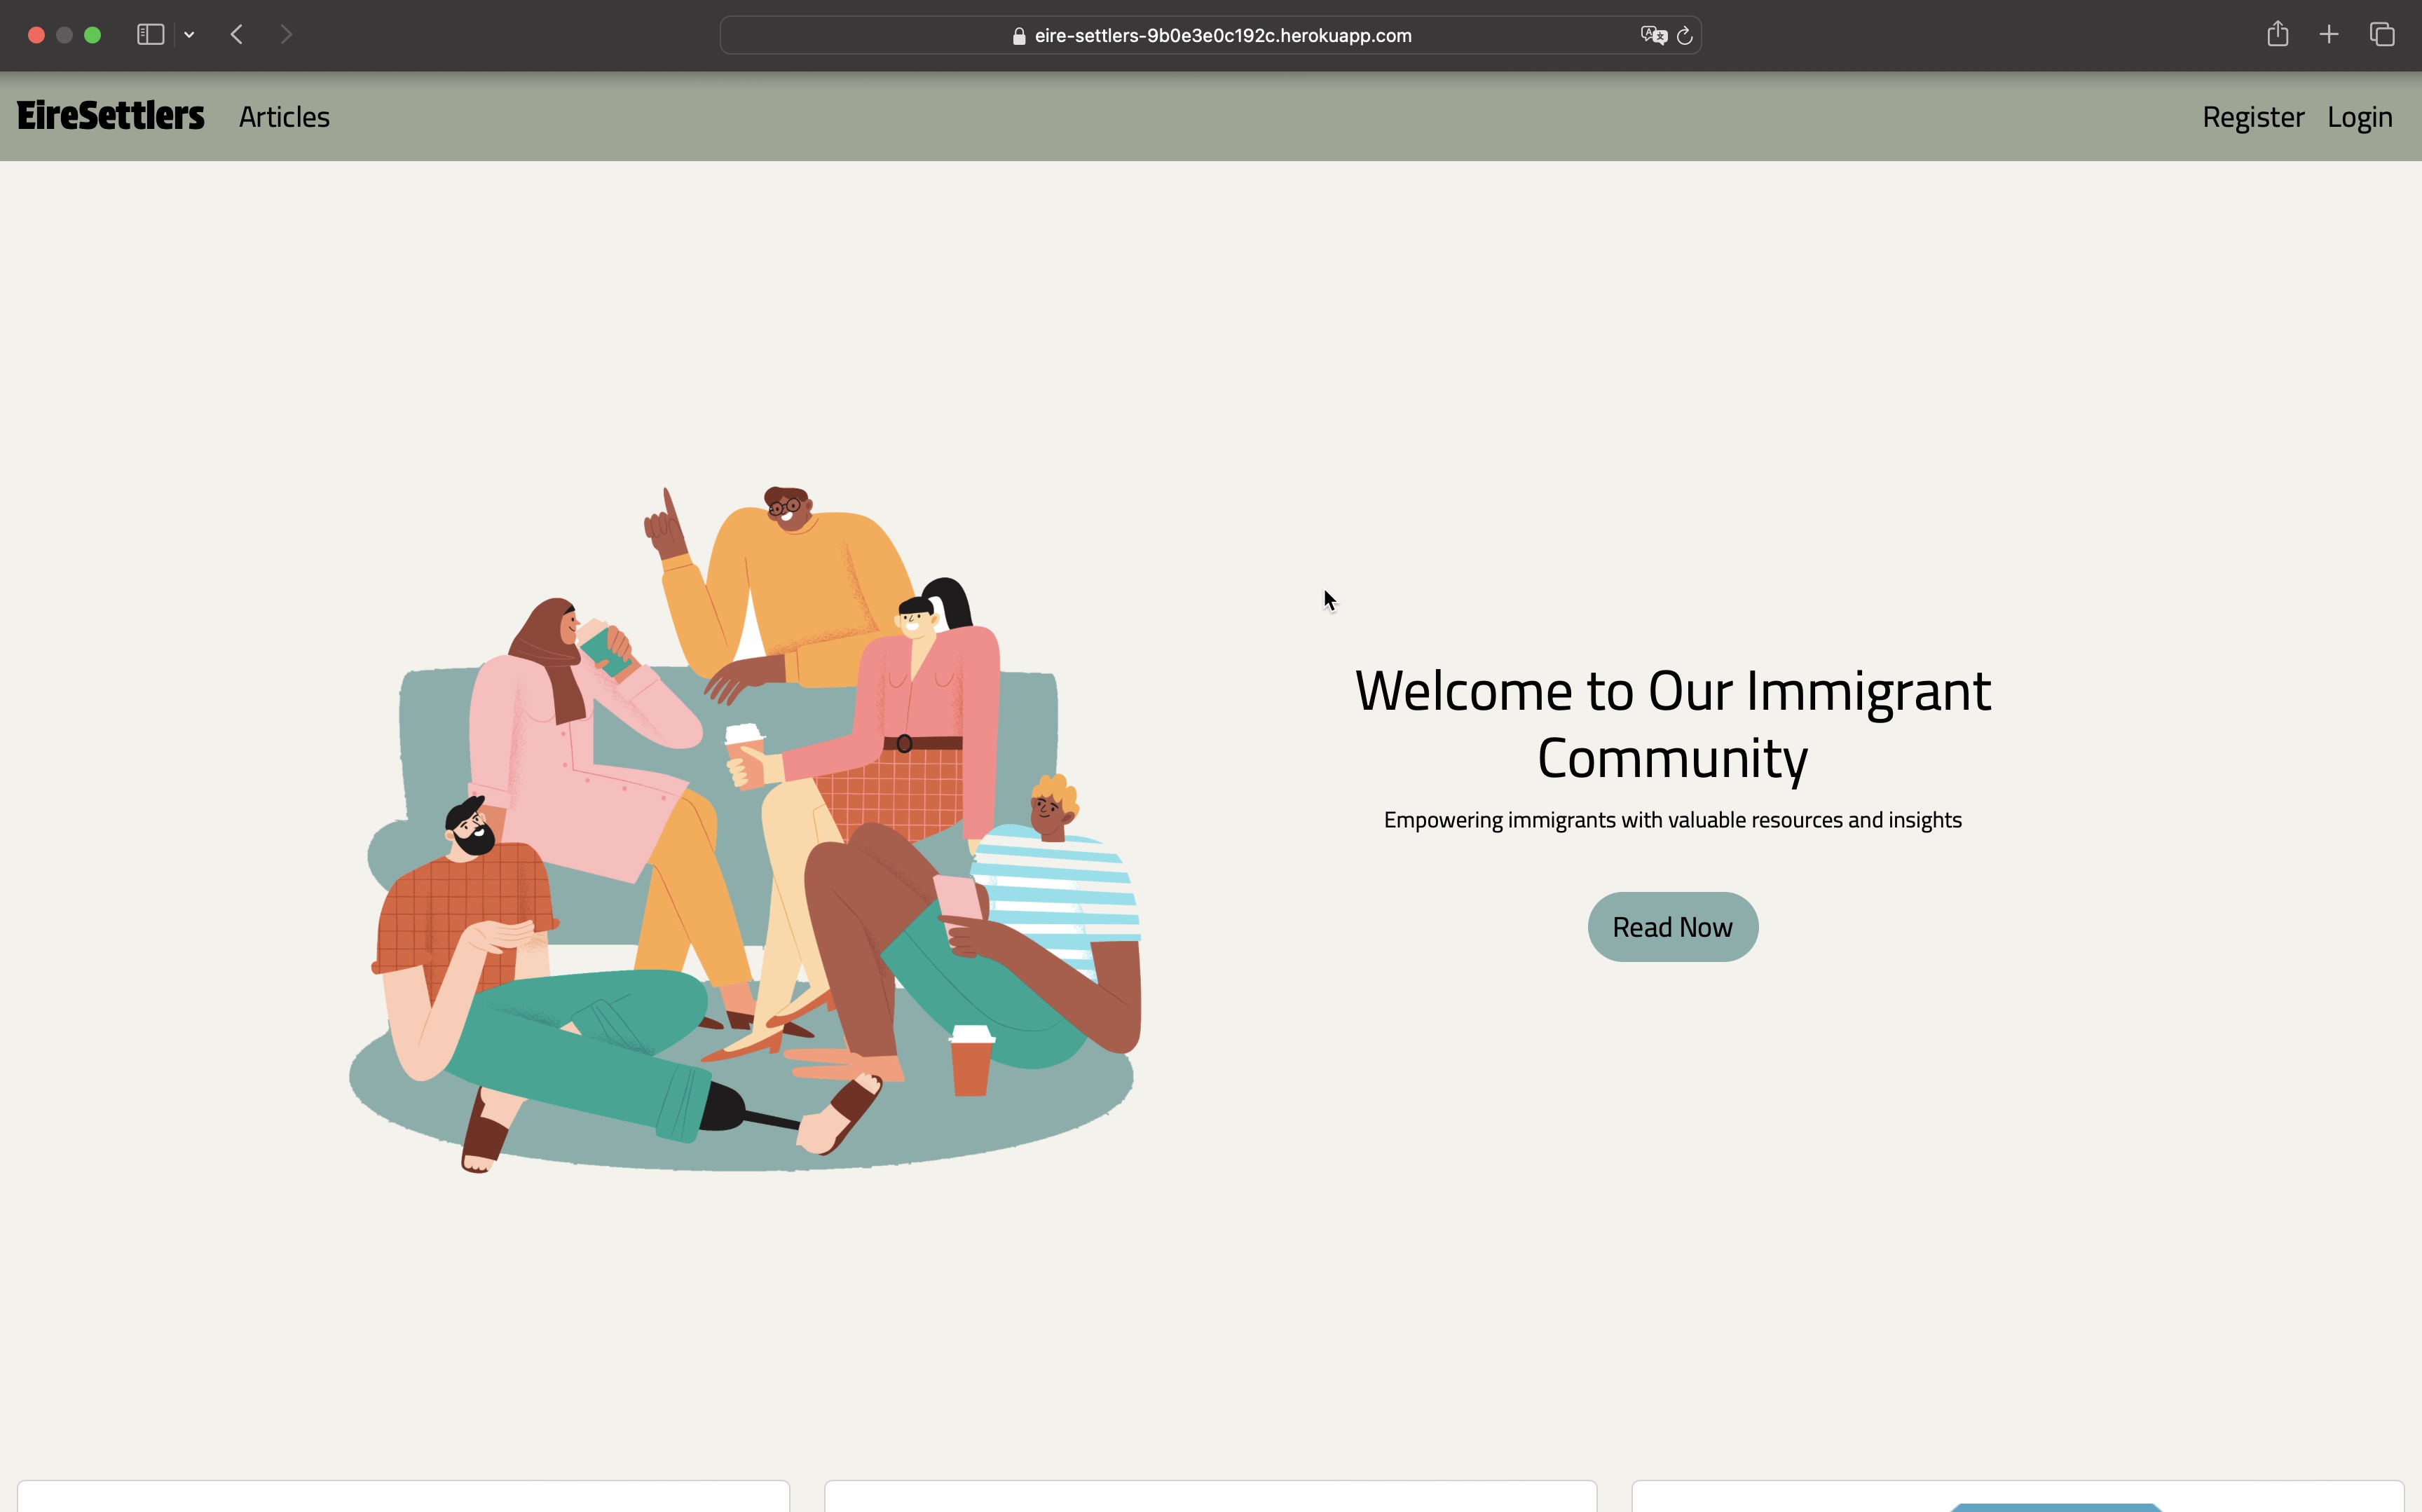 eire-settlers-9b0e3e0c192c.herokuapp.com
EireSettlers Articles Register Login
Welcome to Our Immigrant
Community
Empowering immigrants with valuable resources and insights
Read Now